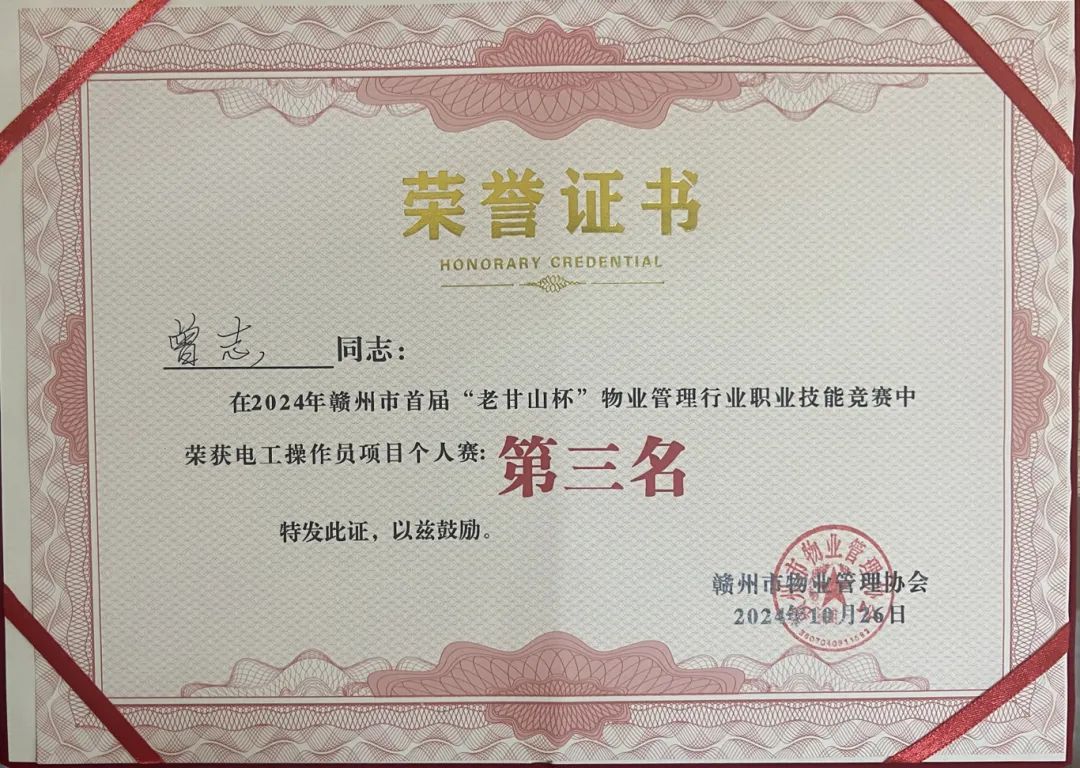 荣誉证书
HONORARY CREDENTIAL
曾志 同志：
在2024年赣州市首届“老甘山杯”物业管理行业职业技能竞赛中
荣获电工操作员项目个人赛: 第三名
特发此证，以兹鼓励。
赣州市物业管理协会
2024年10月26日